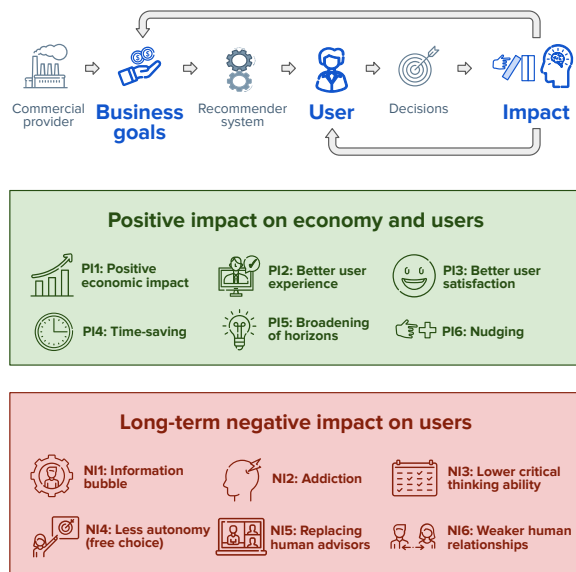 Commercial
provider
Business
goals
Recommender
system
User
Decisions
Impact
Positive impact on economy and users
PI1: Positive
economic impact
PI2: Better user
experience
PI3: Better user
satisfaction
PI4: Time-saving
PI5: Broadening
of horizons
PI6: Nudging
Long-term negative impact on users
NI1: Information
bubble
NI2: Addiction
NI3: Lower critical
thinking ability
NI4: Less autonomy
(free choice)
NI5: Replacing
human advisors
NI6: Weaker human
relationships